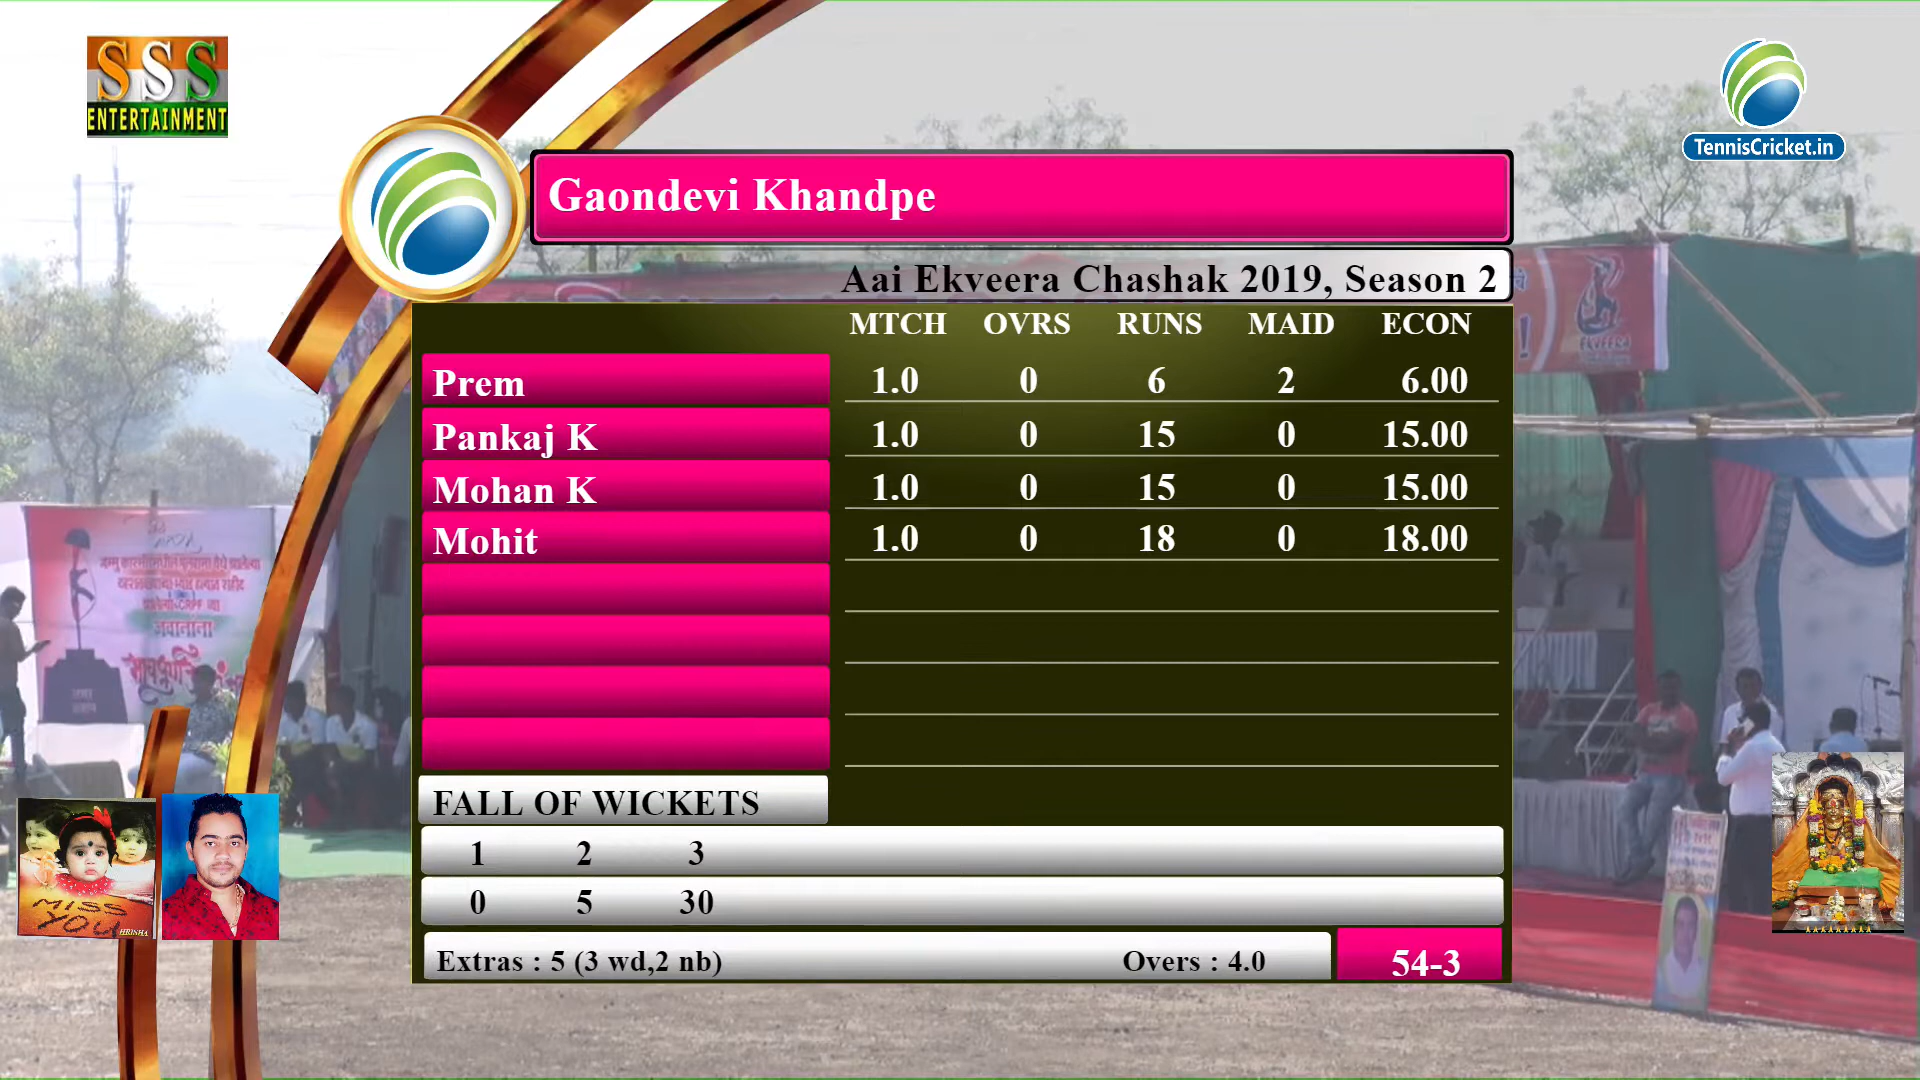 SSS
ENTERTAINMENT
TennisCricket.in
Gaondevi Khandpe
Aai Ekveera Chashak 2019, Season 2
MTCH OVRS RUNS MAID ECON
Prem 1.0 0 6 2 6.00
Pankaj K 1.0 0 15 0 15.00
Mohan K 1.0 0 15 0 15.00
Mohit 1.0 0 18 0 18.00
EKVEERA
FALL OF WICKETS
1 2 3
0 5 30
Extras : 5 (3 wd,2 nb) Overs : 4.0 54-3
MISS
YOU
HRISHA